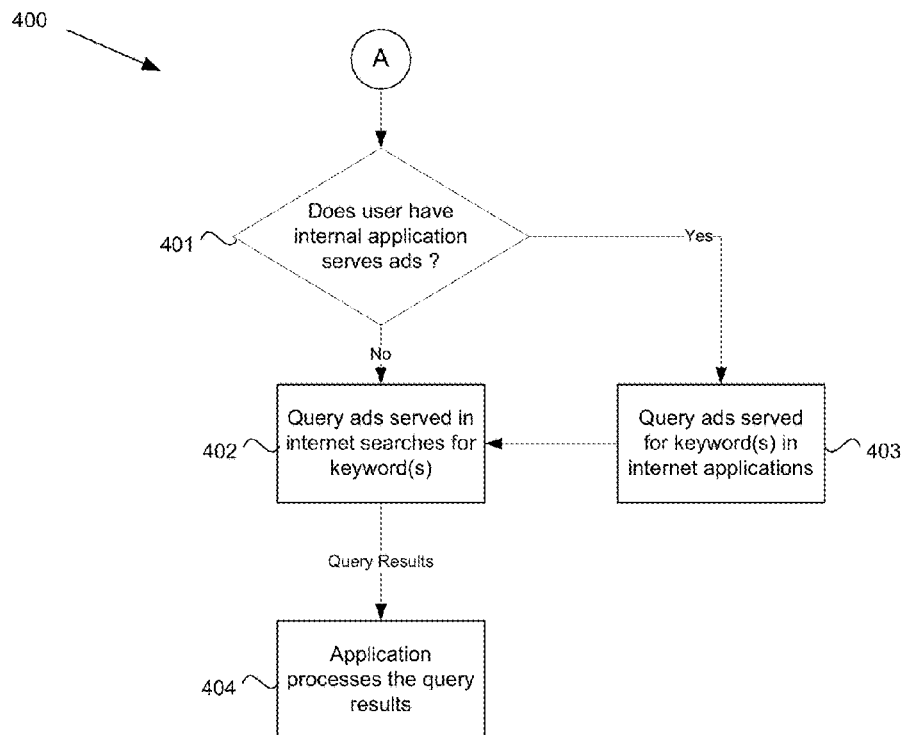 400
A
Does user have
internal application
serves ads ?
401
Yes
No
Query ads served in
internet searches for
keyword(s)
402
Query ads served
for keyword(s) in
internet applications
403
Query Results
Application
processes the query
results
404